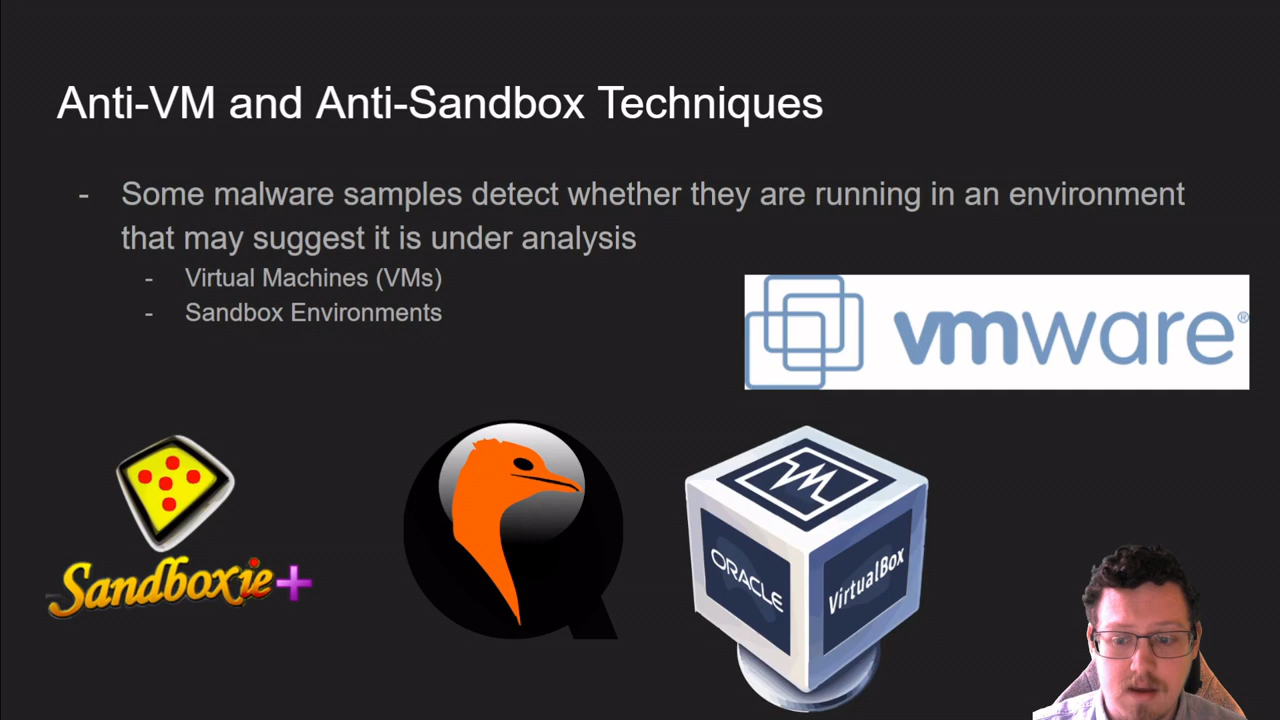 Anti-VM and Anti-Sandbox Techniques
- Some malware samples detect whether they are running in an environment
that may suggest it is under analysis
- Virtual Machines (VMs)
- Sandbox Environments
vmware®
Sandboxie+
ORACLE
VirtualBox